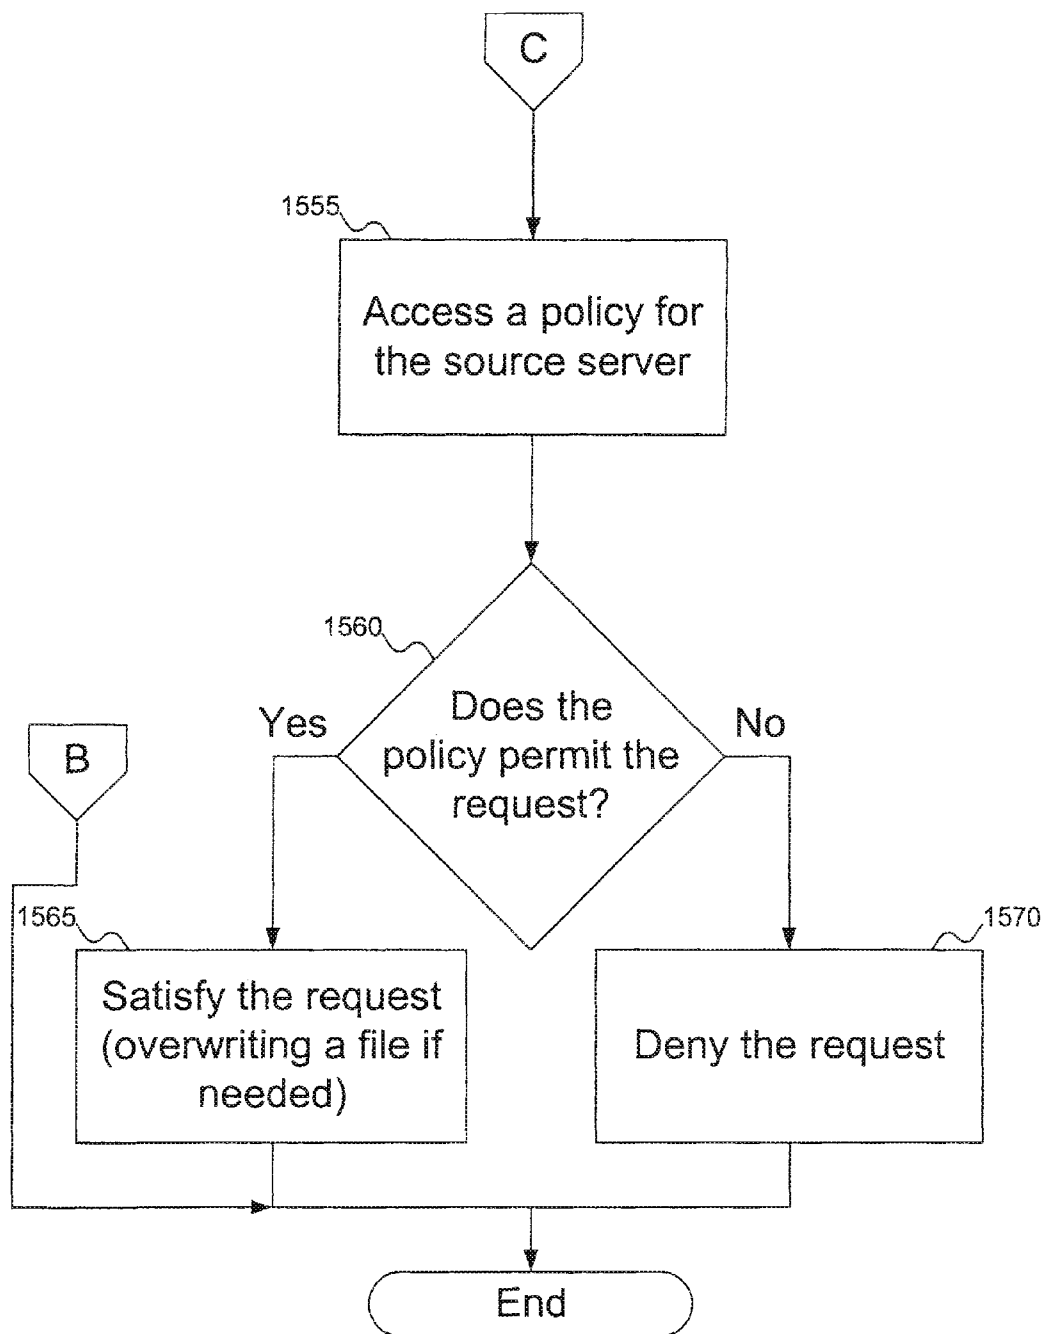 C
1555
Access a policy for
the source server
1560
Does the
policy permit the
request?
Yes
No
B
1565
Satisfy the request
(overwriting a file if
needed)
1570
Deny the request
End